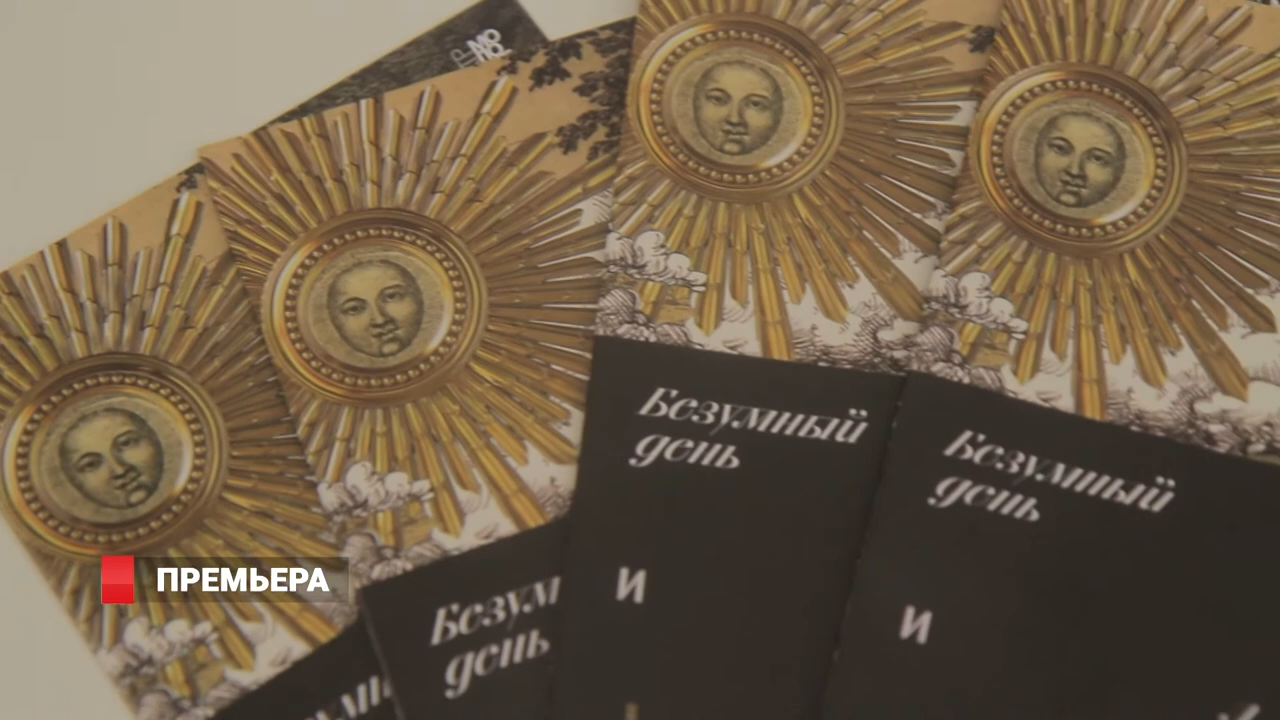 Безумный
день
и
Безумный
день
и
Безум
день
ПРЕМЬЕРА